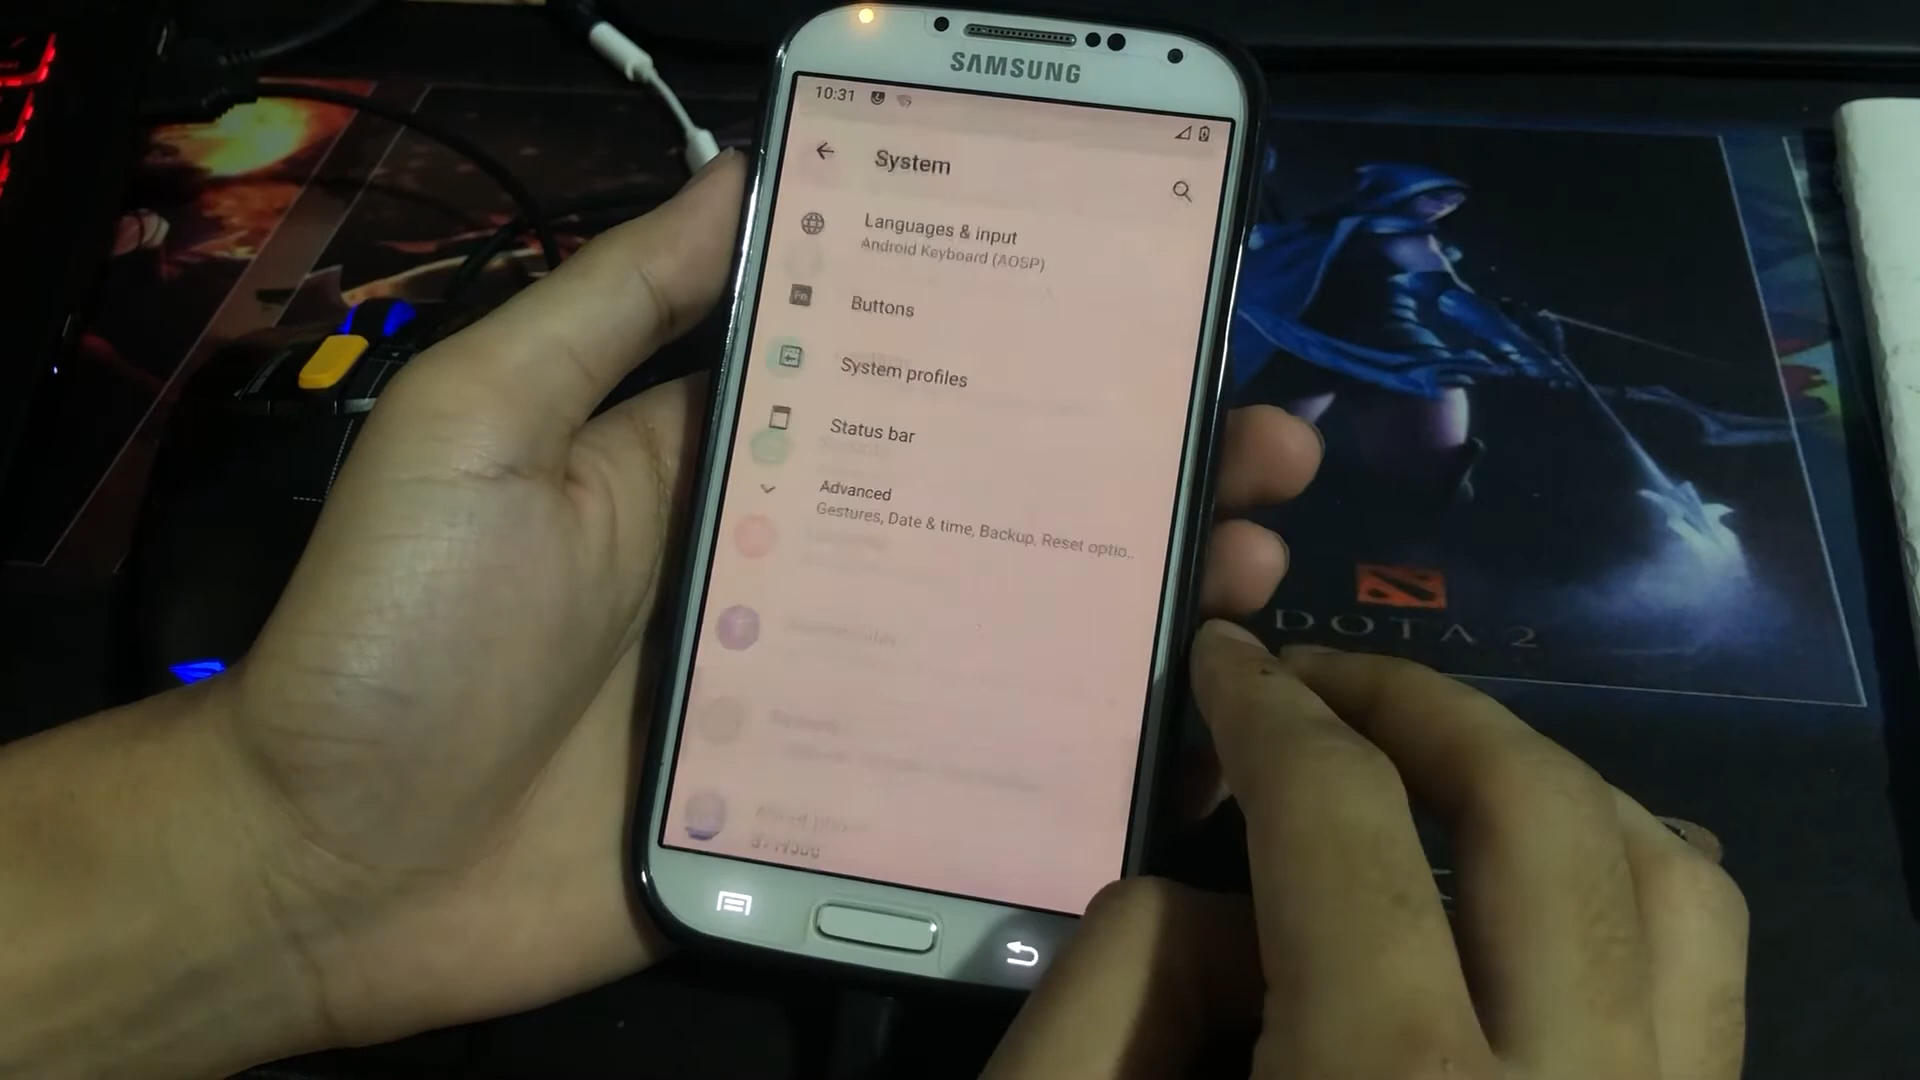 SAMSUNG
10:31
System
Languages & input
Android Keyboard (AOSP)
Fn
Buttons
System profiles
Status bar
Advanced
Gestures, Date & time, Backup, Reset optio..
DOTA 2